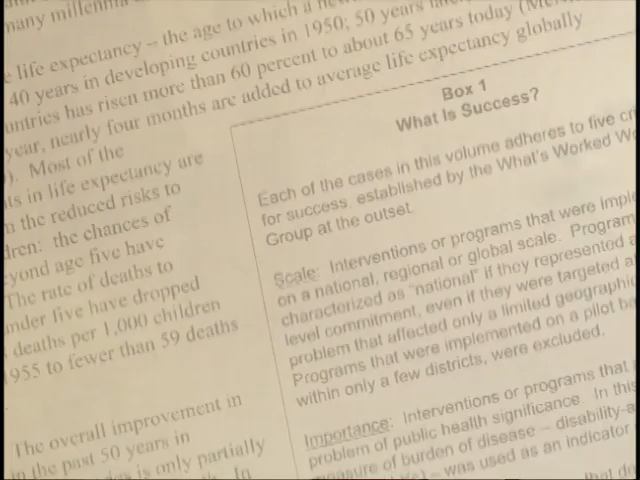 many millennia
e life expectancy – the age to which a
40 years in developing countries in 1950; 50 years
untries has risen more than 60 percent to about 65 years today
year, nearly four months are added to average life expectancy globally
). Most of the
ts in life expectancy are
m the reduced risks to
dren: the chances of
eyond age five have
The rate of deaths to
under five have dropped
deaths per 1,000 children
1955 to fewer than 59 deaths
The overall improvement in
in the past 50 years in
is only partially
In
Box 1
What Is Success?
Each of the cases in this volume adheres to five
for success, established by the What's Worked
Group at the outset.
Scale: Interventions or programs that were
on a national, regional or global scale. Program
characterized as "national" if they represented a
level commitment, even if they were targeted
problem that affected only a limited
Programs that were implemented on a pilot
within only a few districts, were excluded.
Importance: Interventions or programs that
problem of public health significance. In this
measure of burden of disease – disability-a
– was used as an indicator